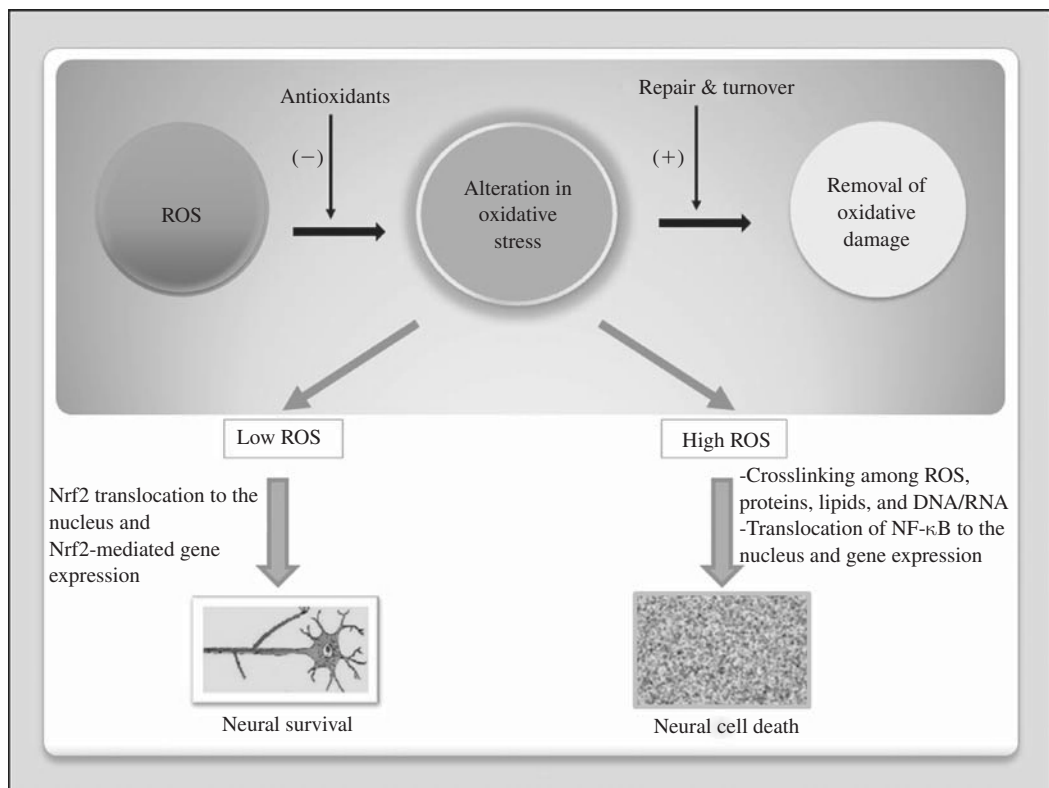 Antioxidants
Repair & turnover
(−)
(+)
ROS
Alteration in
oxidative
stress
Removal of
oxidative
damage
Low ROS
High ROS
Nrf2 translocation to the
nucleus and
Nrf2-mediated gene
expression
-Crosslinking among ROS,
proteins, lipids, and DNA/RNA
-Translocation of NF-κB to the
nucleus and gene expression
Neural survival
Neural cell death